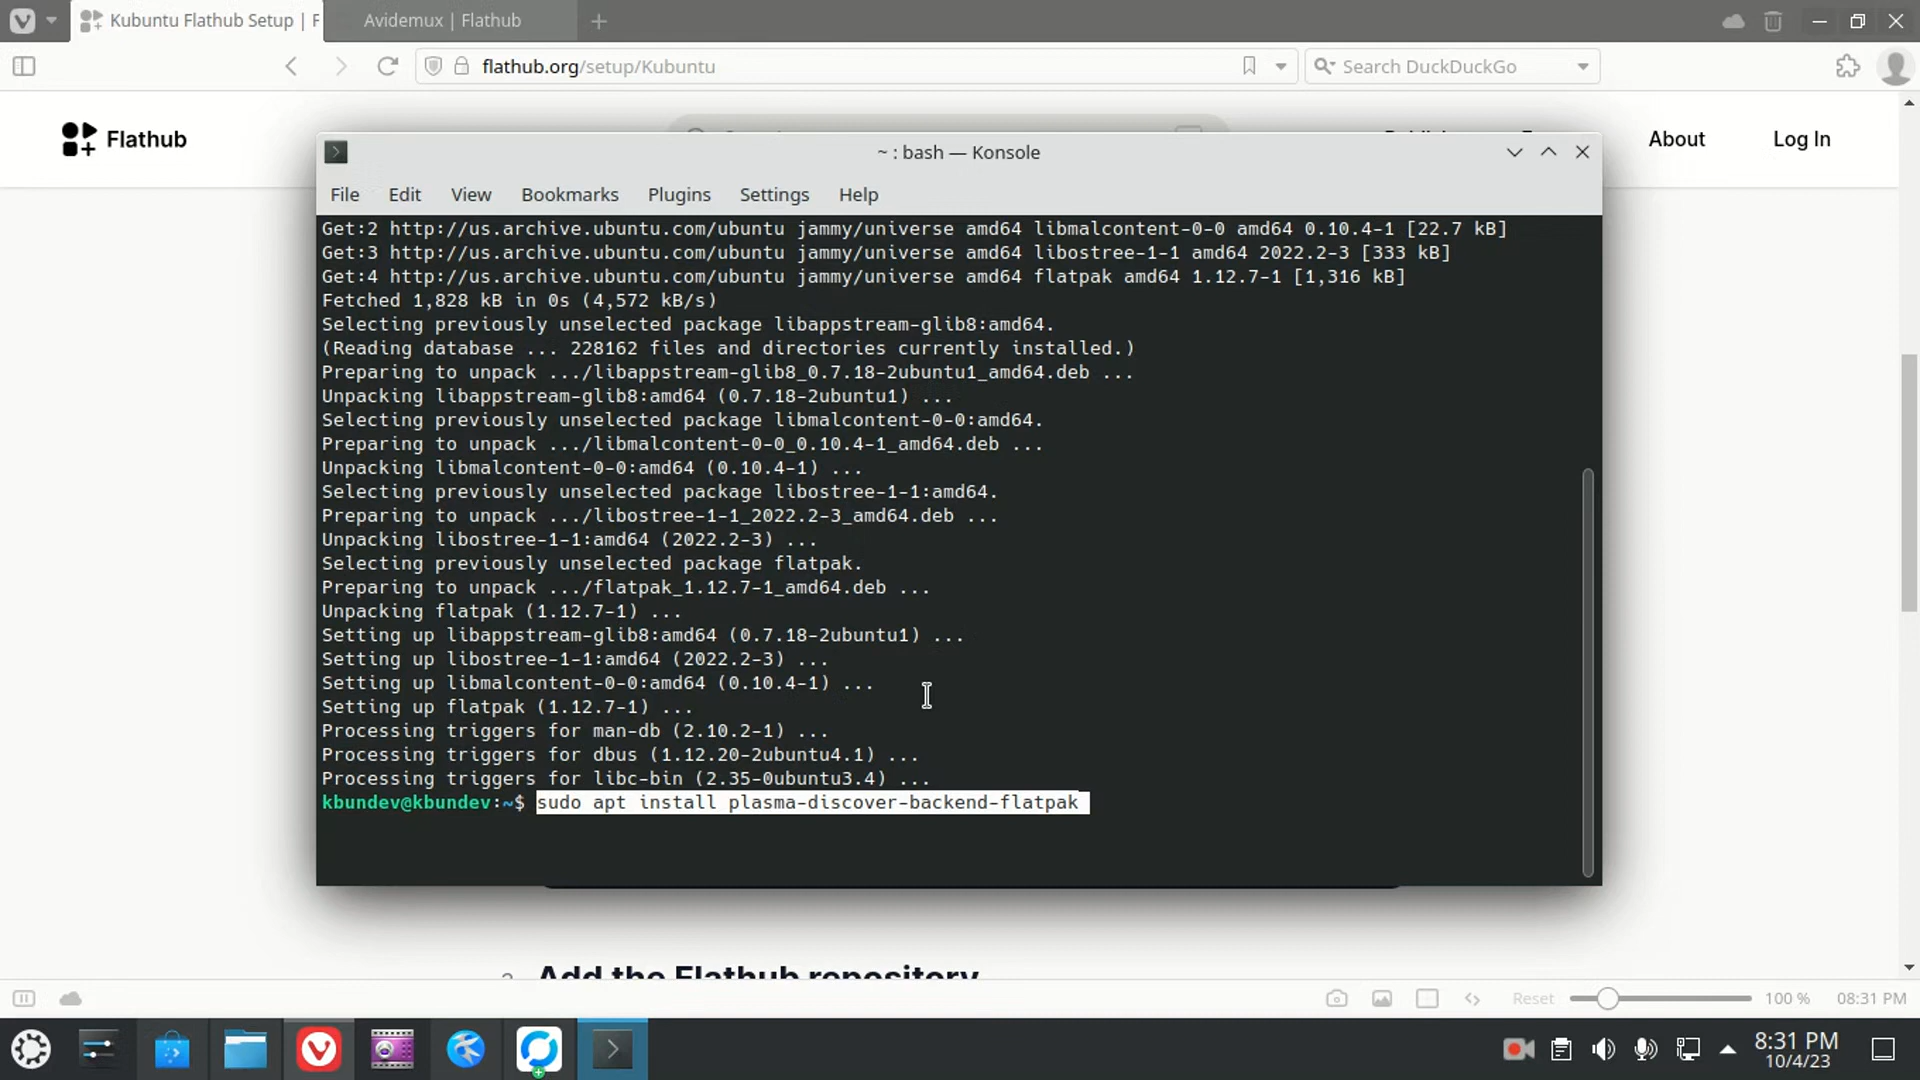 Kubuntu Flathub Setup | F
Avidemux | Flathub
flathub.org/setup/Kubuntu
Search DuckDuckGo
Flathub
About
Log In
~ : bash — Konsole
File Edit View Bookmarks Plugins Settings Help
Get:2 http://us.archive.ubuntu.com/ubuntu jammy/universe amd64 libmalcontent-0-0 amd64 0.10.4-1 [22.7 kB]
Get:3 http://us.archive.ubuntu.com/ubuntu jammy/universe amd64 libostree-1-1 amd64 2022.2-3 [333 kB]
Get:4 http://us.archive.ubuntu.com/ubuntu jammy/universe amd64 flatpak amd64 1.12.7-1 [1,316 kB]
Fetched 1,828 kB in 0s (4,572 kB/s)
Selecting previously unselected package libappstream-glib8:amd64.
(Reading database ... 228162 files and directories currently installed.)
Preparing to unpack .../libappstream-glib8_0.7.18-2ubuntu1_amd64.deb ...
Unpacking libappstream-glib8:amd64 (0.7.18-2ubuntu1) ...
Selecting previously unselected package libmalcontent-0-0:amd64.
Preparing to unpack .../libmalcontent-0-0_0.10.4-1_amd64.deb ...
Unpacking libmalcontent-0-0:amd64 (0.10.4-1) ...
Selecting previously unselected package libostree-1-1:amd64.
Preparing to unpack .../libostree-1-1_2022.2-3_amd64.deb ...
Unpacking libostree-1-1:amd64 (2022.2-3) ...
Selecting previously unselected package flatpak.
Preparing to unpack .../flatpak_1.12.7-1_amd64.deb ...
Unpacking flatpak (1.12.7-1) ...
Setting up libappstream-glib8:amd64 (0.7.18-2ubuntu1) ...
Setting up libostree-1-1:amd64 (2022.2-3) ...
Setting up libmalcontent-0-0:amd64 (0.10.4-1) ...
Setting up flatpak (1.12.7-1) ...
Processing triggers for man-db (2.10.2-1) ...
Processing triggers for dbus (1.12.20-2ubuntu4.1) ...
Processing triggers for libc-bin (2.35-0ubuntu3.4) ...
kbundev@kbundev:~$ sudo apt install plasma-discover-backend-flatpak
Add the Flathub repository
Reset
100 %
08:31 PM
8:31 PM
10/4/23